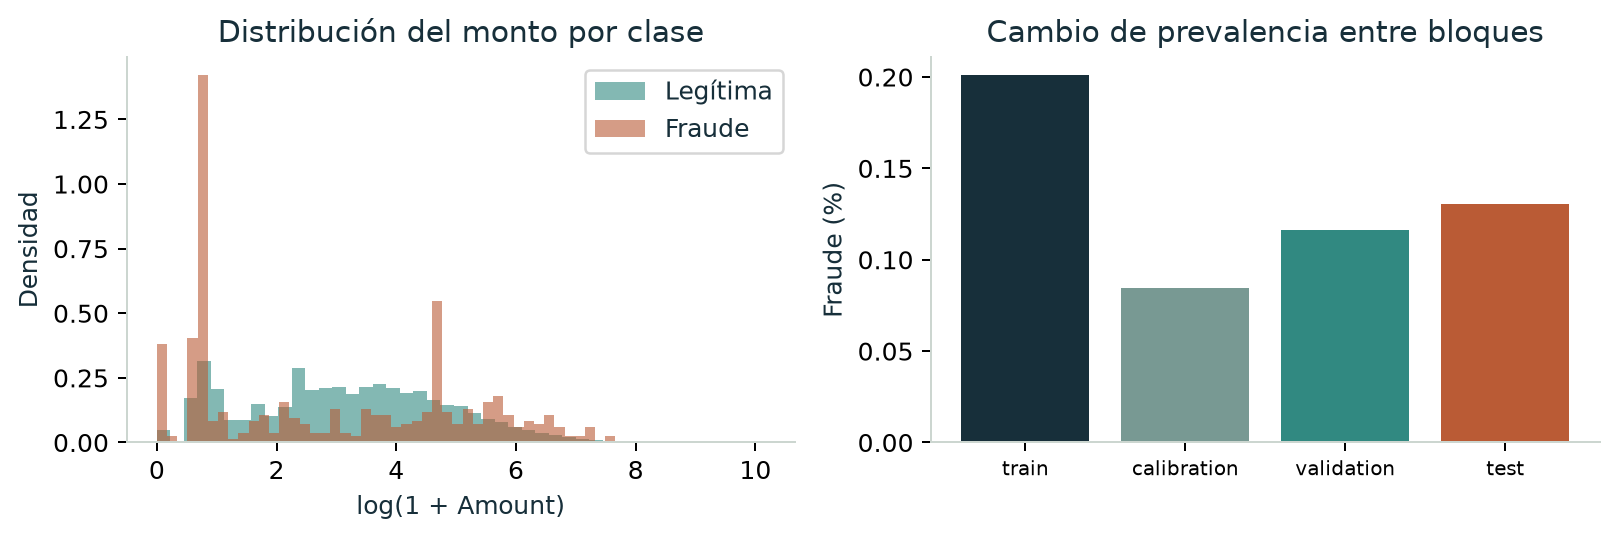 Distribución del monto por clase
Densidad
1.25
1.00
0.75
0.50
0.25
0.00
0 2 4 6 8 10
log(1 + Amount)
Legítima
Fraude
Cambio de prevalencia entre bloques
Fraude (%)
0.20
0.15
0.10
0.05
0.00
train calibration validation test